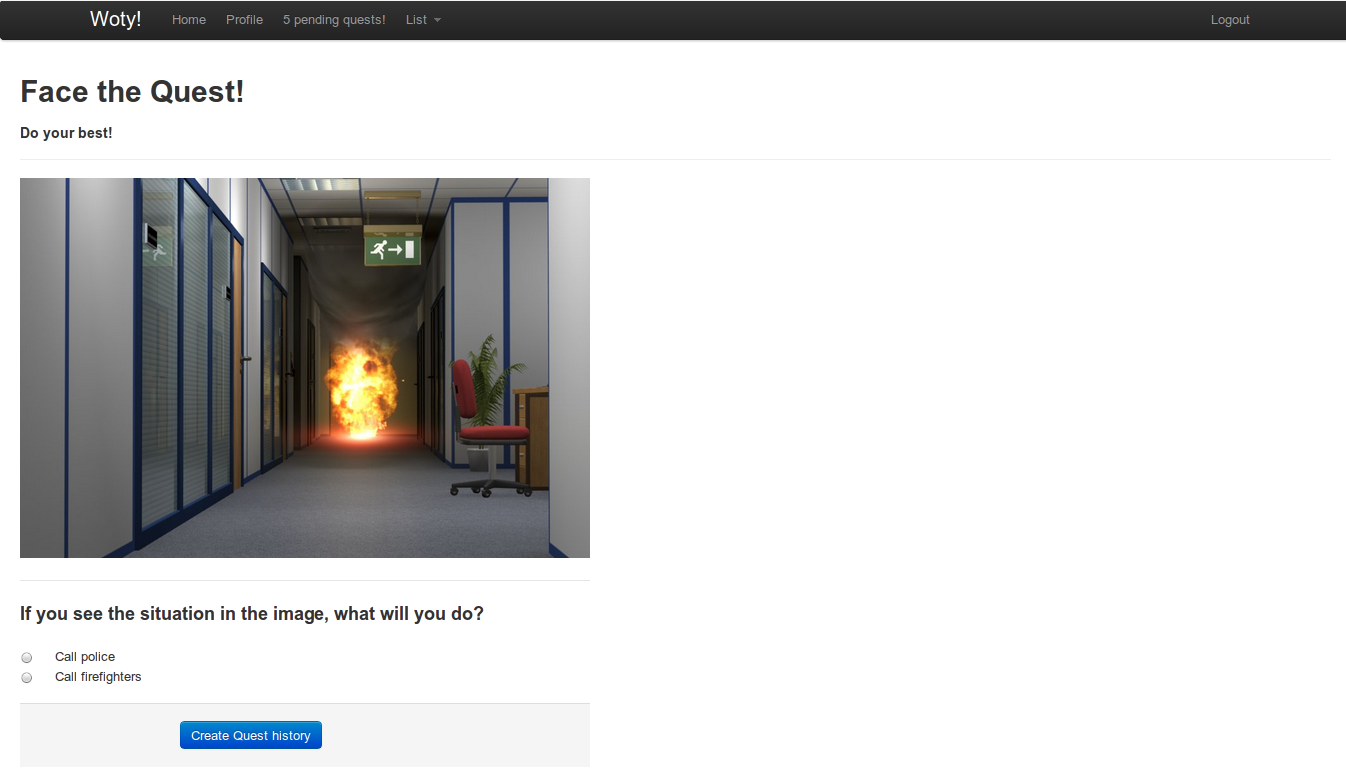 Woty! Home Profile 5 pending quests! List Logout
Face the Quest!
Do your best!
If you see the situation in the image, what will you do?
Call police
Call firefighters
Create Quest history